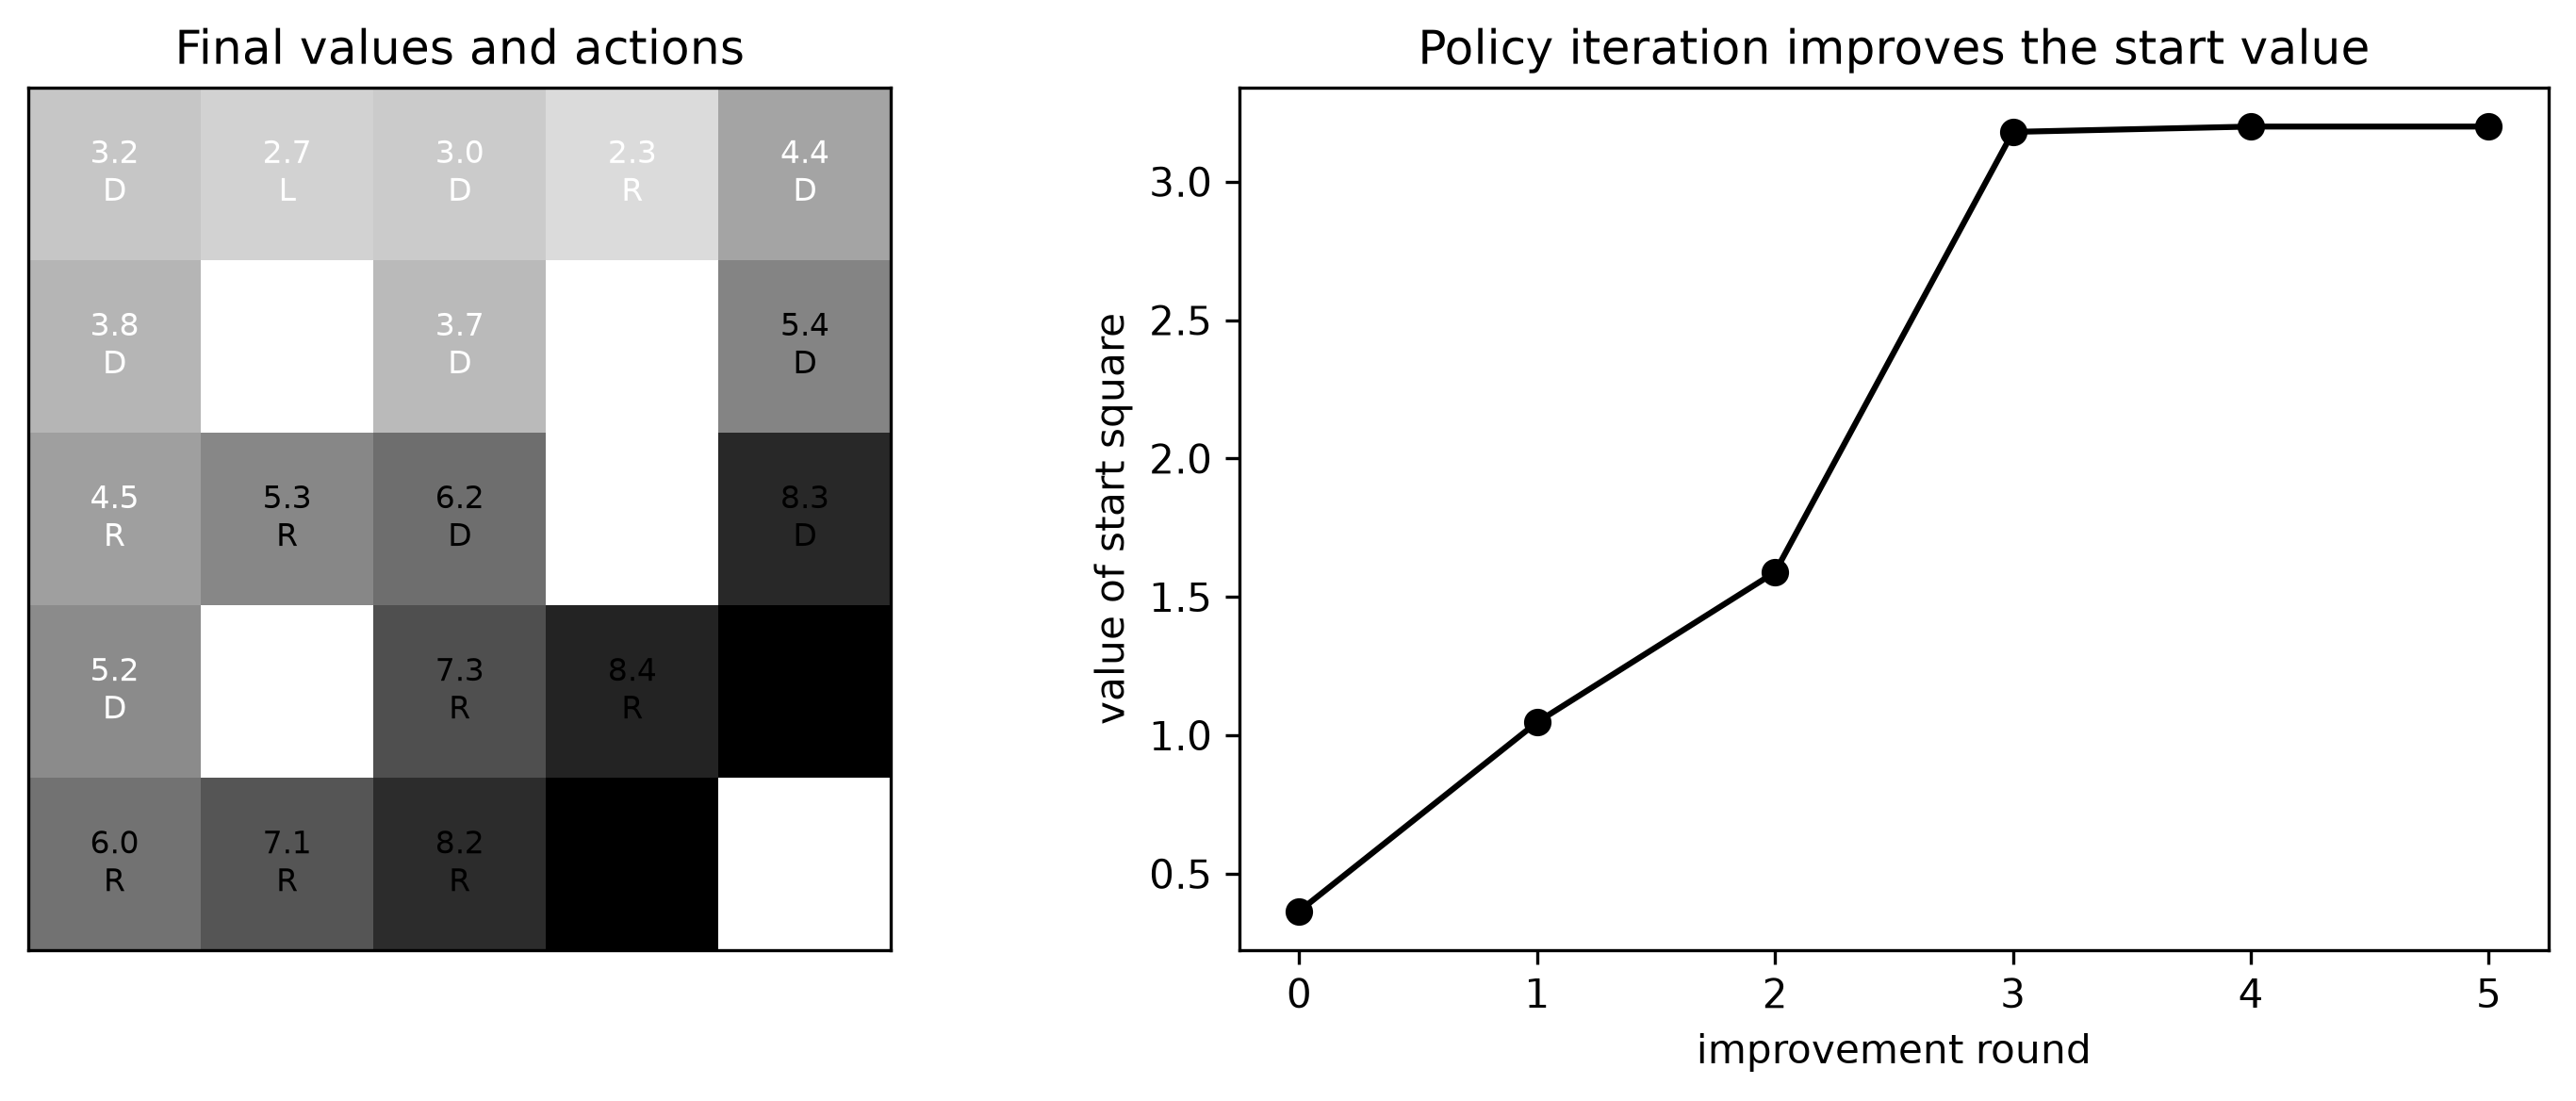 Final values and actions
3.2 2.7 3.0 2.3 4.4
D L D R D
3.8 3.7 5.4
D D D
4.5 5.3 6.2 8.3
R R D D
5.2 7.3 8.4
D R R
6.0 7.1 8.2
R R R
Policy iteration improves the start value
value of start square
3.0
2.5
2.0
1.5
1.0
0.5
0 1 2 3 4 5
improvement round